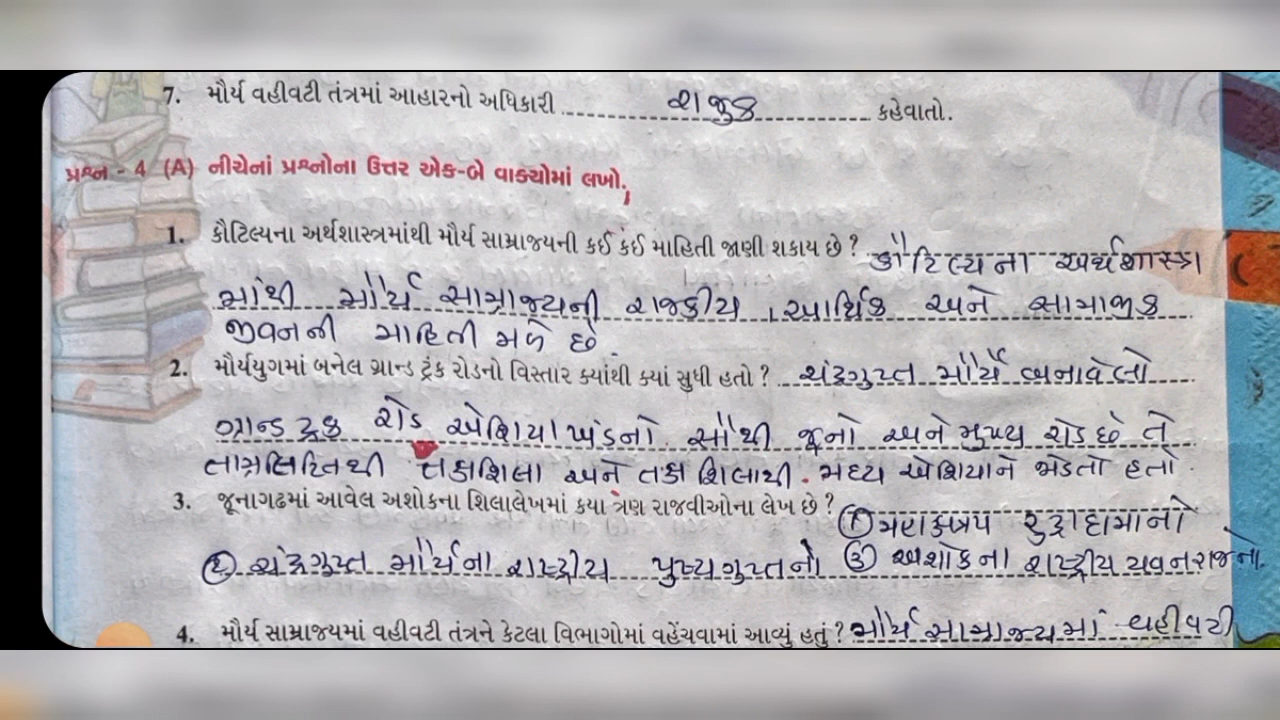 7. મૌર્ય વહીવટી તંત્રમાં આહારનો અધિકારી રાજુક કહેવાતો.
પ્રશ્ન - 4 (A) નીચેનાં પ્રશ્નોના ઉત્તર એક-બે વાક્યોમાં લખો.
1. કૌટિલ્યના અર્થશાસ્ત્રમાંથી મૌર્ય સામ્રાજ્યની કઈ કઈ માહિતી જાણી શકાય છે ? કૌટિલ્યના અર્થશાસ્ત્ર
માંથી મૌર્ય સામ્રાજ્યની રાજકીય , આર્થિક અને સામાજીક
જીવનની માહિતી મળે છે
2. મૌર્યયુગમાં બનેલ ગ્રાન્ડ ટ્રંક રોડનો વિસ્તાર ક્યાંથી ક્યાં સુધી હતો ? ચંદ્રગુપ્ત મૌર્યે બનાવેલો
ગ્રાન્ડ ટ્રક રોડ એશિયા ખંડનો સૌથી જૂનો અને મુખ્ય રોડ છે તે
તામ્રલિપ્તિથી તક્ષશિલા અને તક્ષશિલાથી મધ્ય એશિયાને જોડતો હતો.
3. જૂનાગઢમાં આવેલ અશોકના શિલાલેખમાં કયા ત્રણ રાજવીઓના લેખ છે ? (1) રુદ્રાદામાનો
(2) ચંદ્રગુપ્ત મૌર્યના રાષ્ટ્રીય પુષ્યગુપ્તનો (3) અશોકના રાષ્ટ્રીય યવનરાજનો.
4. મૌર્ય સામ્રાજ્યમાં વહીવટી તંત્રને કેટલા વિભાગોમાં વહેંચવામાં આવ્યું હતું ? મૌર્ય સામ્રાજ્યમાં વહીવટી